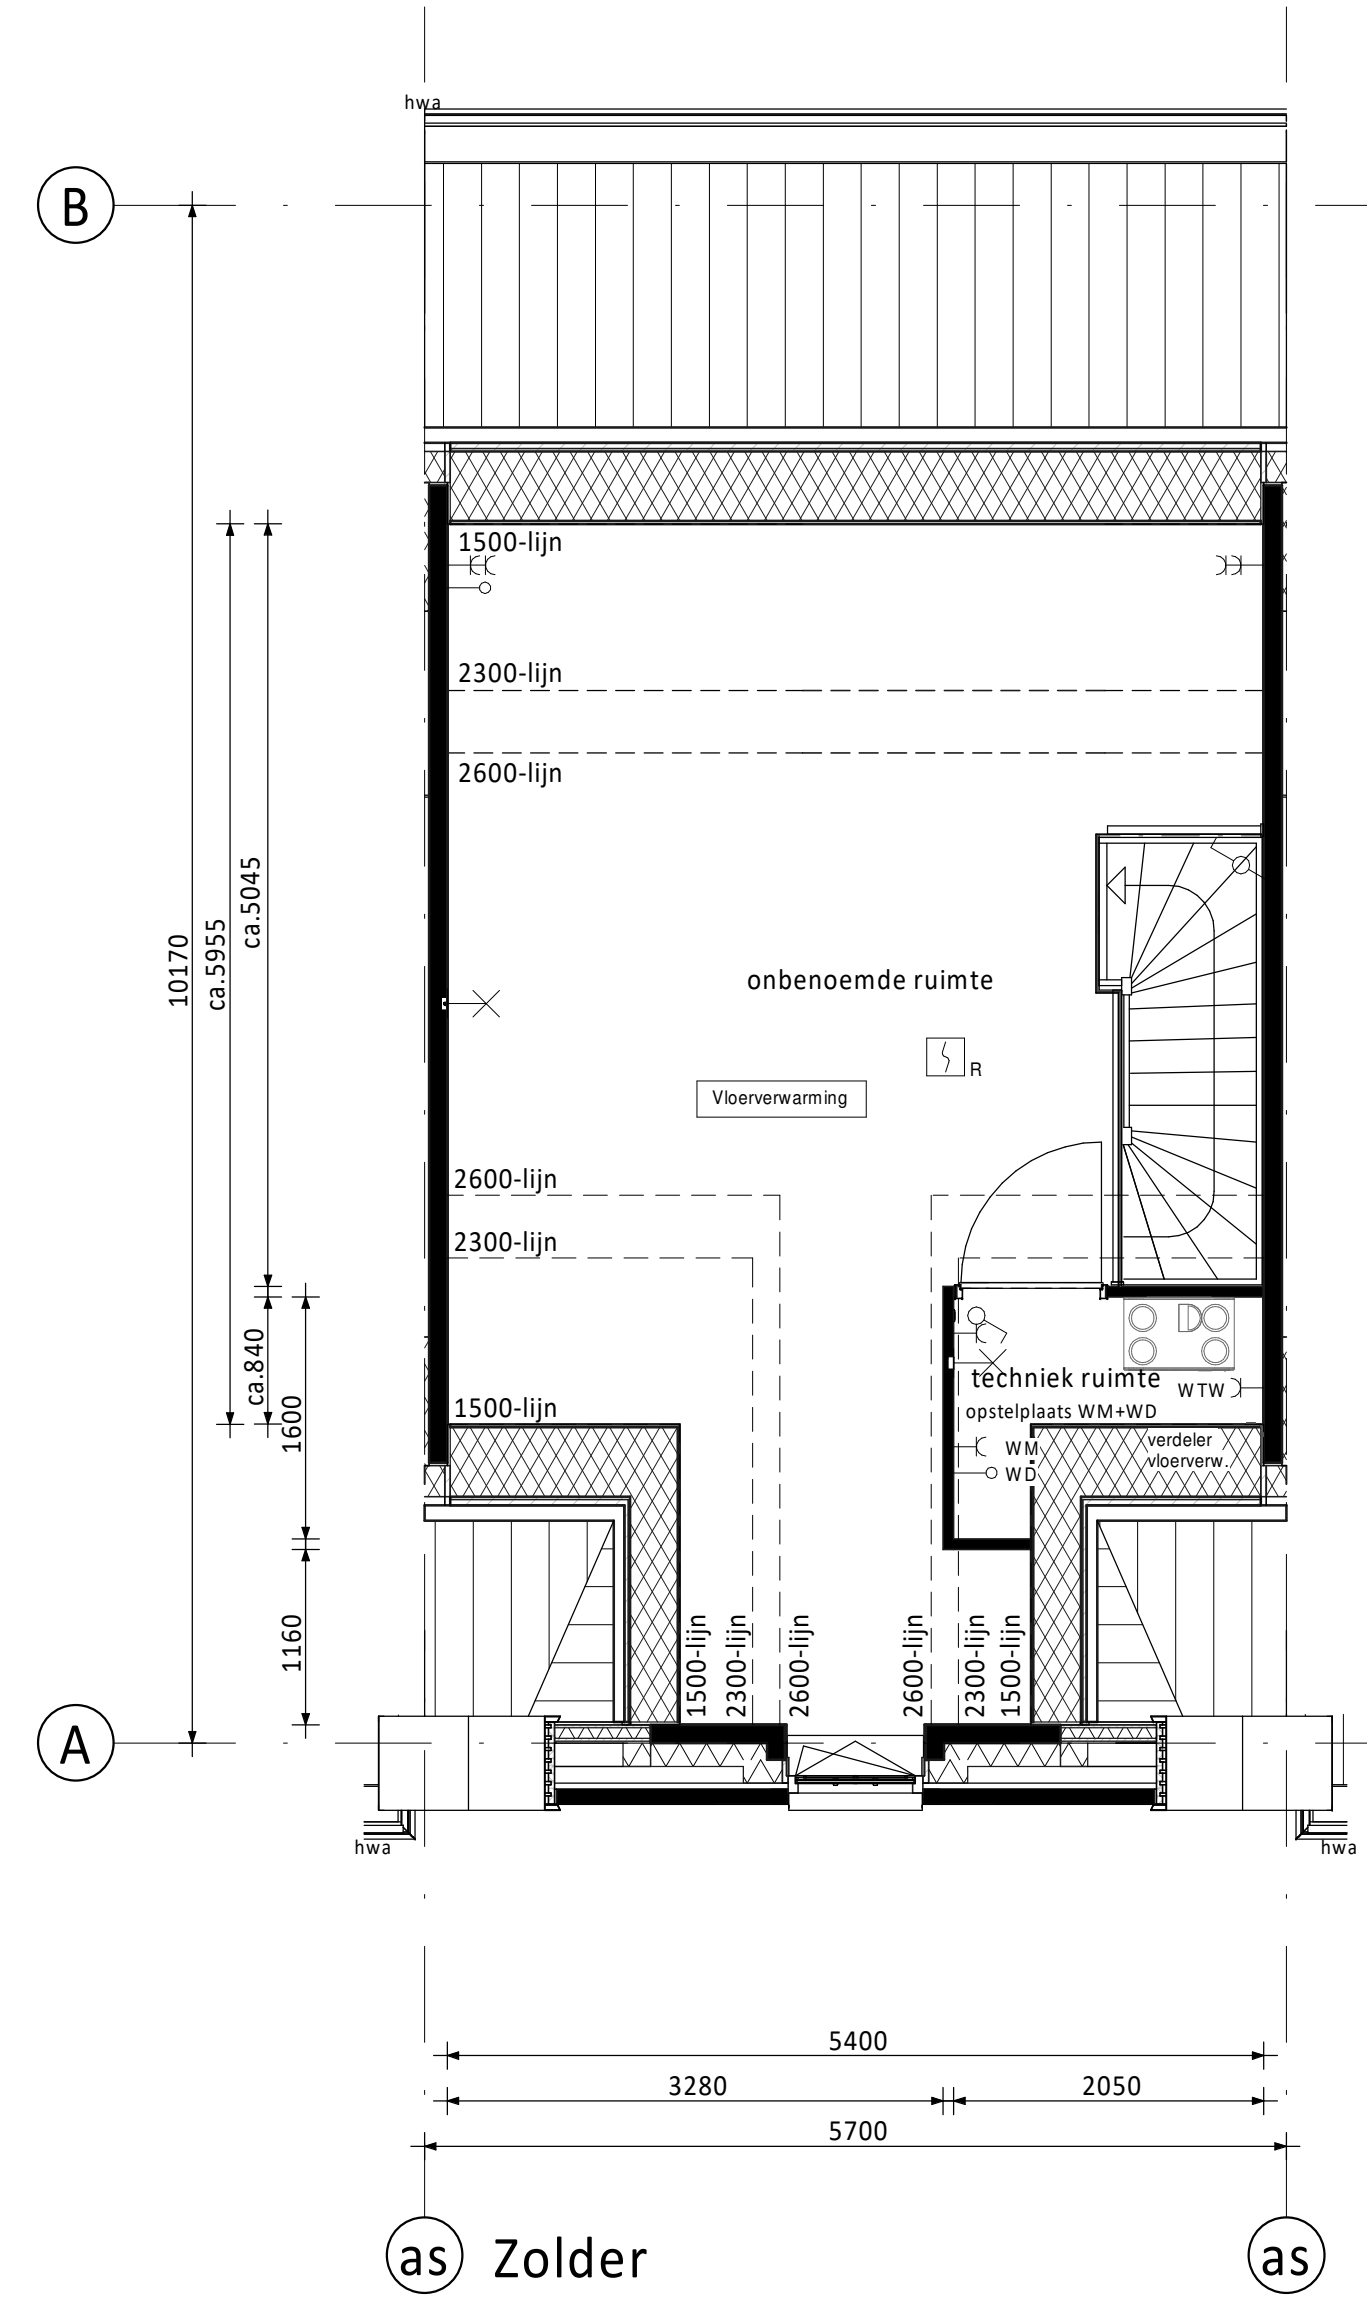 hwa
B
1500-lijn
2300-lijn
2600-lijn
10170
ca.5955
ca.5045
onbenoemde ruimte
R
Vloerverwarming
2600-lijn
2300-lijn
ca.840
1600
1500-lijn
techniek ruimte
WTW
opstelplaats WM+WD
WM
WD
verdeler
vloerverw.
1160
1500-lijn
2300-lijn
2600-lijn
2600-lijn
2300-lijn
1500-lijn
A
hwa
hwa
5400
3280
2050
5700
as
Zolder
as